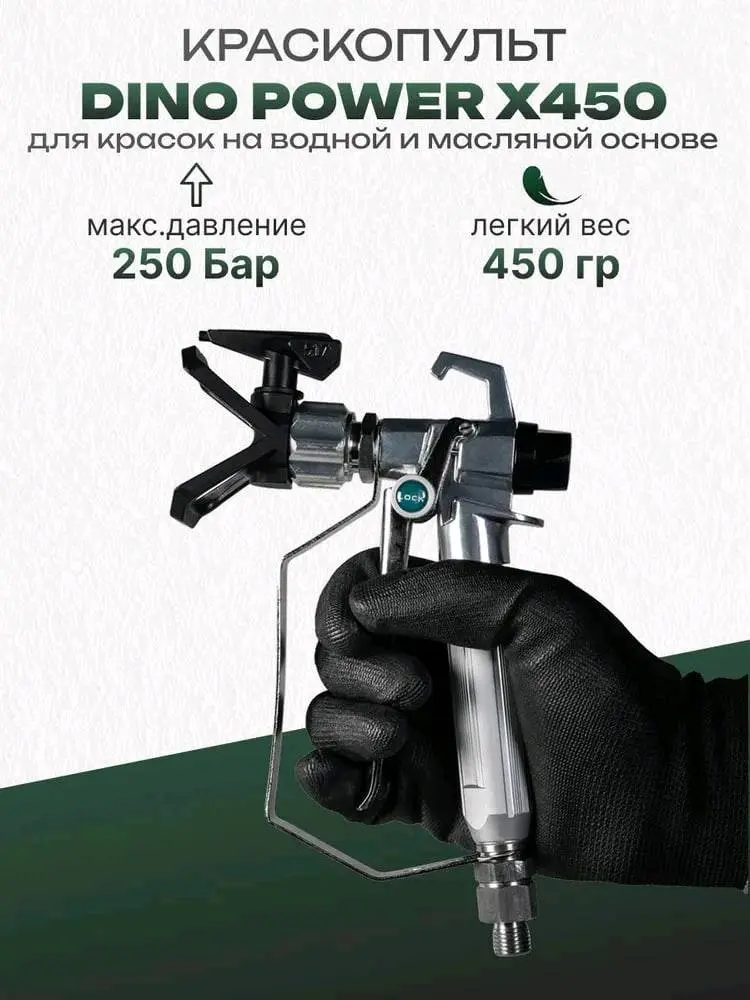 КРАСКОПУЛЬТ
DINO POWER X450
для красок на водной и масляной основе
макс.давление
250 Бар
легкий вес
450 гр
517
LOCK